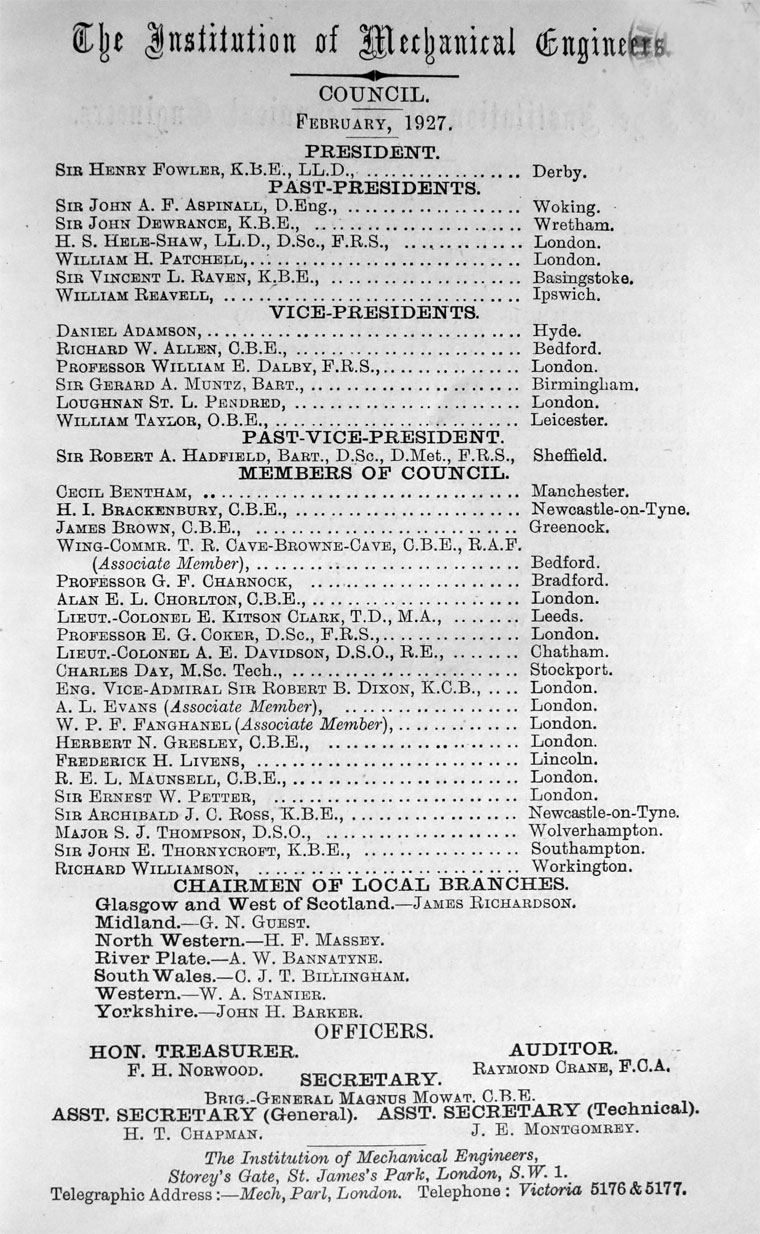 The Institution of Mechanical Engineers.
COUNCIL.
FEBRUARY, 1927.
PRESIDENT.
SIR HENRY FOWLER, K.B.E., LL.D., .................. Derby.
PAST-PRESIDENTS.
SIR JOHN A. F. ASPINALL, D.Eng., .................. Woking.
SIR JOHN DEWRANCE, K.B.E., .................. Wretham.
H. S. HELE-SHAW, LL.D., D.Sc., F.R.S., ............ London.
WILLIAM H. PATCHELL, .................. London.
SIR VINCENT L. RAVEN, K.B.E., .................. Basingstoke.
WILLIAM REAVELL, .................. Ipswich.
VICE-PRESIDENTS.
DANIEL ADAMSON, .................. Hyde.
RICHARD W. ALLEN, C.B.E., .................. Bedford.
PROFESSOR WILLIAM E. DALBY, F.R.S., ............ London.
SIR GERARD A. MUNTZ, BART., .................. Birmingham.
LOUGHNAN ST. L. PENDRED, .................. London.
WILLIAM TAYLOR, O.B.E., .................. Leicester.
PAST-VICE-PRESIDENT.
SIR ROBERT A. HADFIELD, BART., D.Sc., D.Met., F.R.S., Sheffield.
MEMBERS OF COUNCIL.
CECIL BENTHAM, .................. Manchester.
H. I. BRACKENBURY, C.B.E., .................. Newcastle-on-Tyne.
JAMES BROWN, C.B.E., .................. Greenock.
WING-COMMR. T. R. CAVE-BROWNE-CAVE, C.B.E., R.A.F.
(Associate Member), .................. Bedford.
PROFESSOR G. F. CHARNOCK, .................. Bradford.
ALAN E. L. CHORLTON, C.B.E., .................. London.
LIEUT.-COLONEL E. KITSON CLARK, T.D., M.A., ....... Leeds.
PROFESSOR E. G. COKER, D.Sc., F.R.S., ............ London.
LIEUT.-COLONEL A. E. DAVIDSON, D.S.O., R.E., ........ Chatham.
CHARLES DAY, M.Sc. Tech., .................. Stockport.
ENG. VICE-ADMIRAL SIR ROBERT B. DIXON, K.C.B., .... London.
A. L. EVANS (Associate Member), .................. London.
W. P. F. FANGHANEL (Associate Member), ............ London.
HERBERT N. GRESLEY, C.B.E., .................. London.
FREDERICK H. LIVENS, .................. Lincoln.
R. E. L. MAUNSELL, C.B.E., .................. London.
SIR ERNEST W. PETTER, .................. London.
SIR ARCHIBALD J. C. ROSS, K.B.E., ............ Newcastle-on-Tyne.
MAJOR S. J. THOMPSON, D.S.O., .................. Wolverhampton.
SIR JOHN E. THORNYCROFT, K.B.E., ............ Southampton.
RICHARD WILLIAMSON, .................. Workington.
CHAIRMEN OF LOCAL BRANCHES.
Glasgow and West of Scotland.—JAMES RICHARDSON.
Midland.—G. N. GUEST.
North Western.—H. F. MASSEY.
River Plate.—A. W. BANNATYNE.
South Wales.—C. J. T. BILLINGHAM.
Western.—W. A. STANIER.
Yorkshire.—JOHN H. BARKER.
OFFICERS.
HON. TREASURER. AUDITOR.
F. H. NORWOOD. RAYMOND CRANE, F.C.A.
SECRETARY.
BRIG.-GENERAL MAGNUS MOWAT, C.B.E.
ASST. SECRETARY (General). ASST. SECRETARY (Technical).
H. T. CHAPMAN. J. E. MONTGOMREY.
The Institution of Mechanical Engineers,
Storey's Gate, St. James's Park, London, S.W. 1.
Telegraphic Address:—Mech, Parl, London. Telephone: Victoria 5176 & 5177.